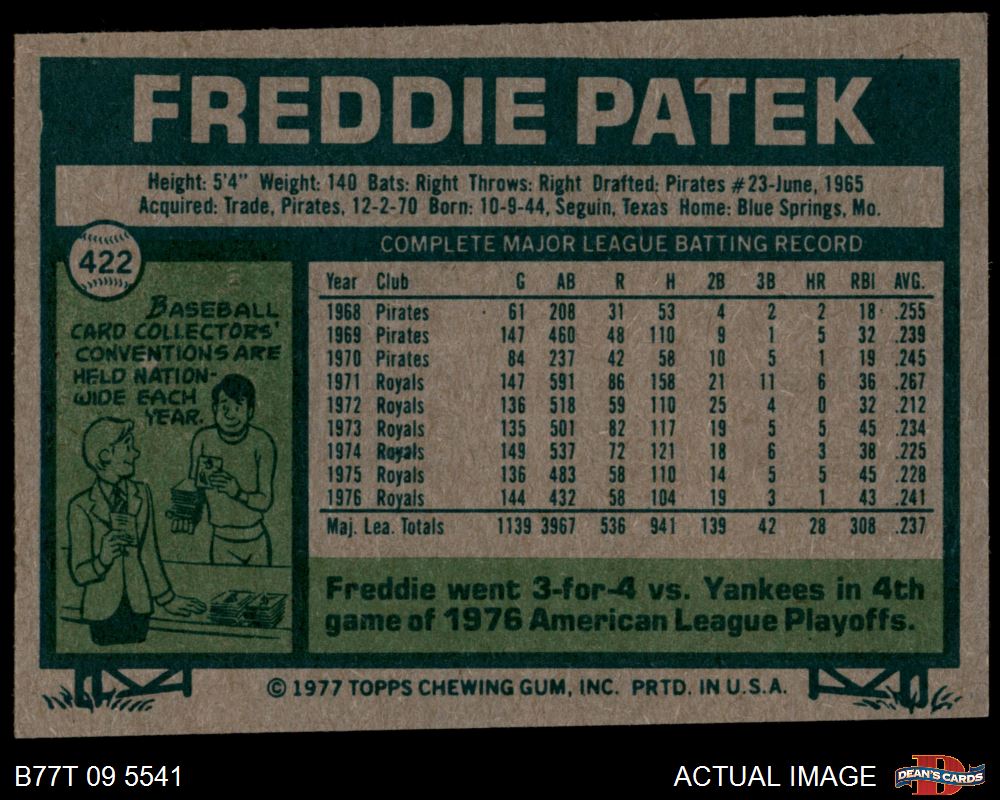 FREDDIE PATEK
Height: 5'4" Weight: 140 Bats: Right Throws: Right Drafted: Pirates #23-June, 1965
Acquired: Trade, Pirates, 12-2-70 Born: 10-9-44, Seguin, Texas Home: Blue Springs, Mo.
422
BASEBALL
CARD COLLECTORS'
CONVENTIONS ARE
HELD NATION-
WIDE EACH
YEAR.
COMPLETE MAJOR LEAGUE BATTING RECORD
Year Club G AB R H 2B 3B HR RBI AVG.
1968 Pirates 61 208 31 53 4 2 2 18 .255
1969 Pirates 147 460 48 110 9 1 5 32 .239
1970 Pirates 84 237 42 58 10 5 1 19 .245
1971 Royals 147 591 86 158 21 11 6 36 .267
1972 Royals 136 518 59 110 25 4 0 32 .212
1973 Royals 135 501 82 117 19 5 5 45 .234
1974 Royals 149 537 72 121 18 6 3 38 .225
1975 Royals 136 483 58 110 14 5 5 45 .228
1976 Royals 144 432 58 104 19 3 1 43 .241
Maj. Lea. Totals 1139 3967 536 941 139 42 28 308 .237
Freddie went 3-for-4 vs. Yankees in 4th
game of 1976 American League Playoffs.
© 1977 TOPPS CHEWING GUM, INC. PRTD. IN U.S.A.
B77T 09 5541
ACTUAL IMAGE
DEAN'S CARDS